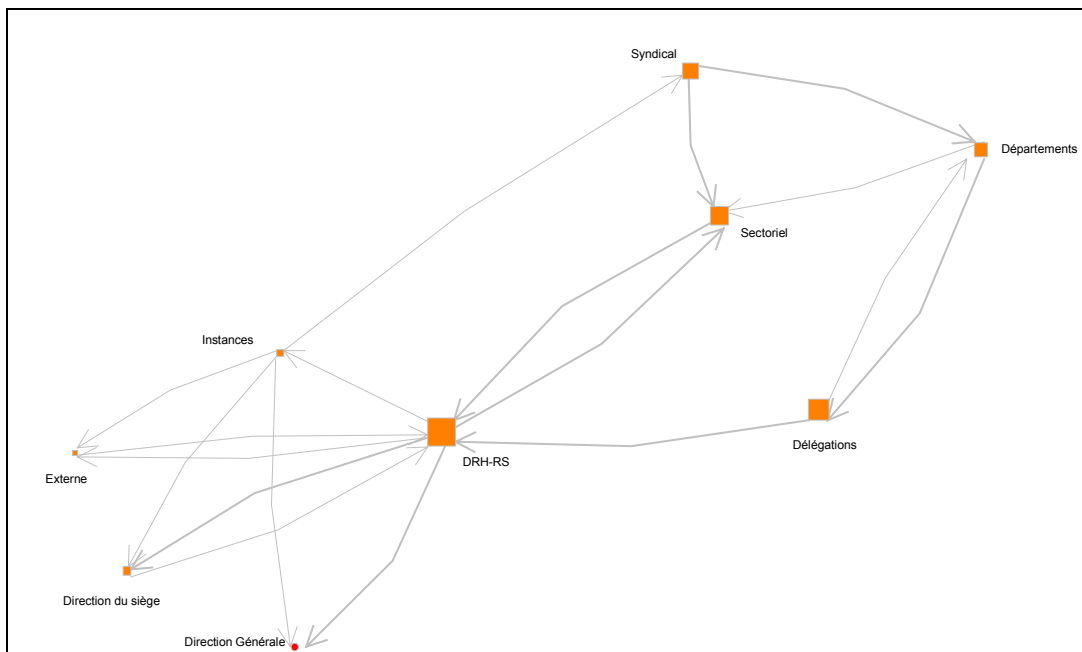 Syndical
Départements
Sectoriel
Instances
Délégations
DRH-RS
Externe
Direction du siège
Direction Générale